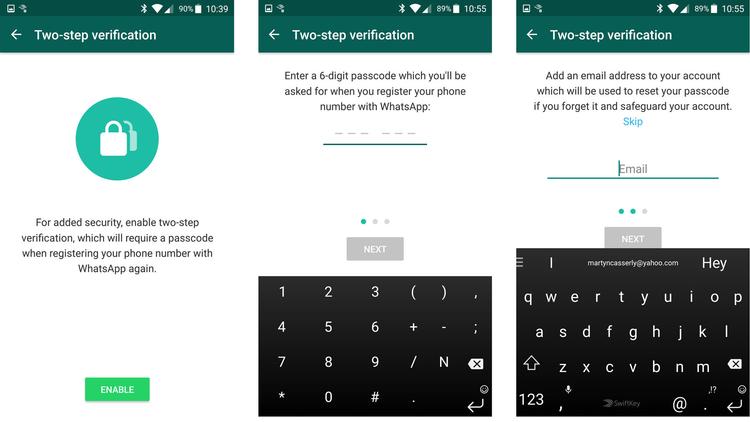 90% 10:39
Two-step verification
For added security, enable two-step
verification, which will require a passcode
when registering your phone number with
WhatsApp again.
ENABLE
89% 10:55
Two-step verification
Enter a 6-digit passcode which you'll be
asked for when you register your phone
number with WhatsApp:
NEXT
1 2 3 ( ) ,
4 5 6 + - ;
7 8 9 / N
* 0 # .
89% 10:55
Two-step verification
Add an email address to your account
which will be used to reset your passcode
if you forget it and safeguard your account.
Skip
Email
NEXT
I martyncasserly@yahoo.com Hey
q w e r t y u i o p
a s d f g h j k l
z x c v b n m
123 , SwiftKey @ . ,!?